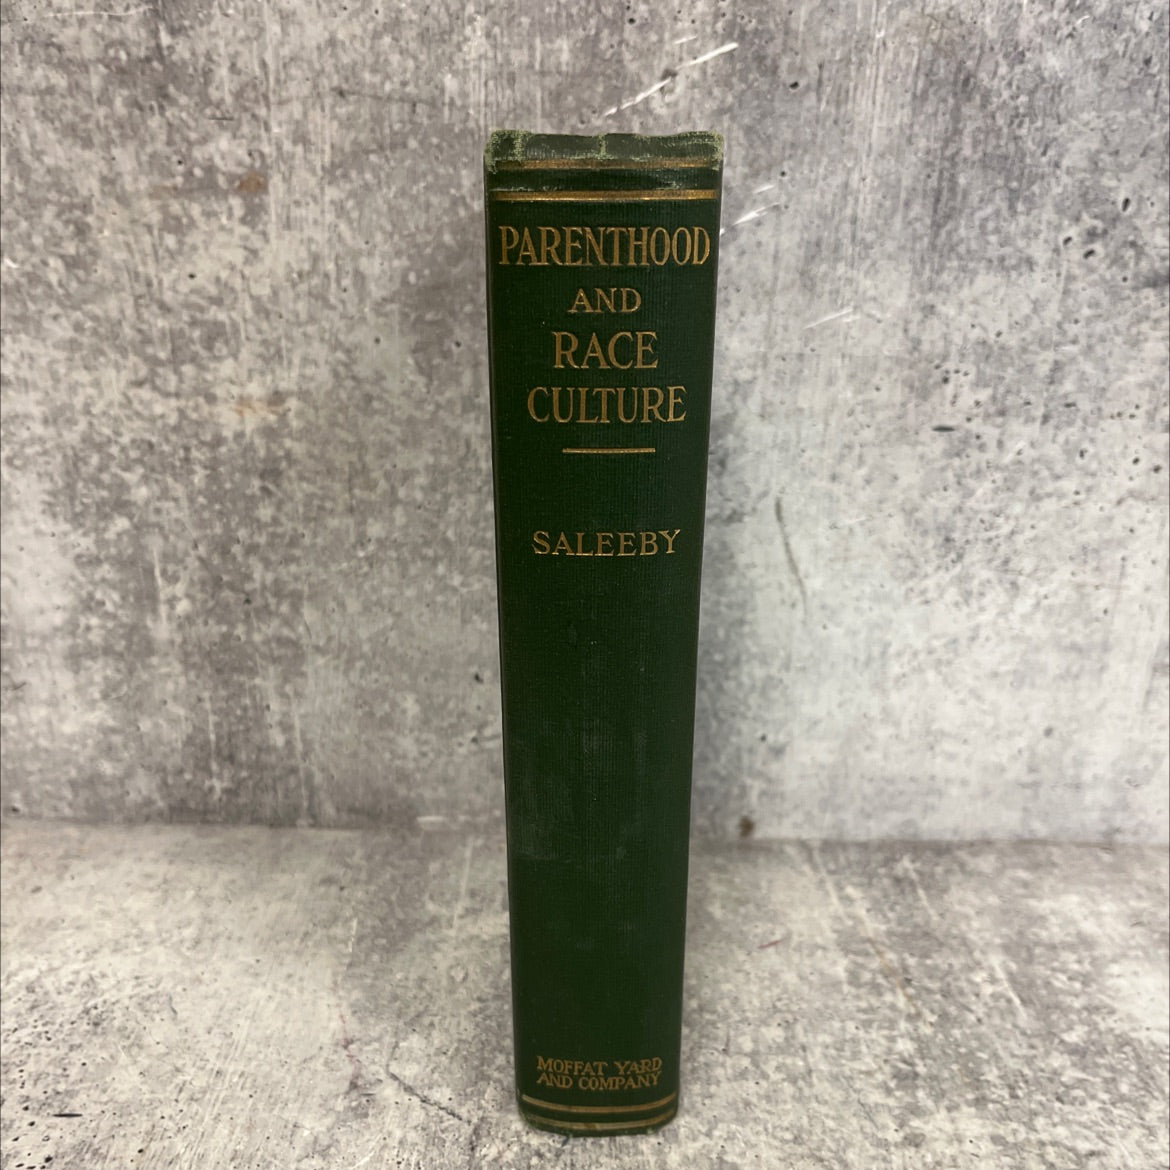 PARENTHOOD
AND
RACE
CULTURE
SALEEBY
MOFFAT YARD
AND COMPANY